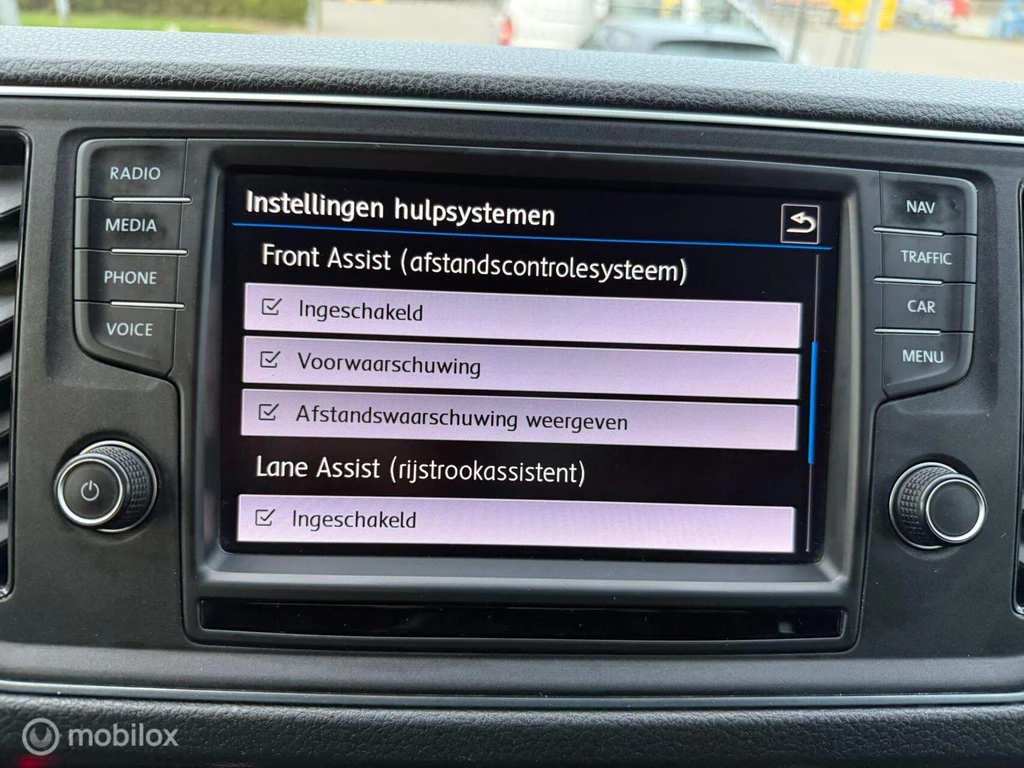 RADIO
MEDIA
PHONE
VOICE
Instellingen hulpsystemen
Front Assist (afstandscontrolesysteem)
Ingeschakeld
Voorwaarschuwing
Afstandswaarschuwing weergeven
Lane Assist (rijstrookassistent)
Ingeschakeld
NAV
TRAFFIC
CAR
MENU
mobilox